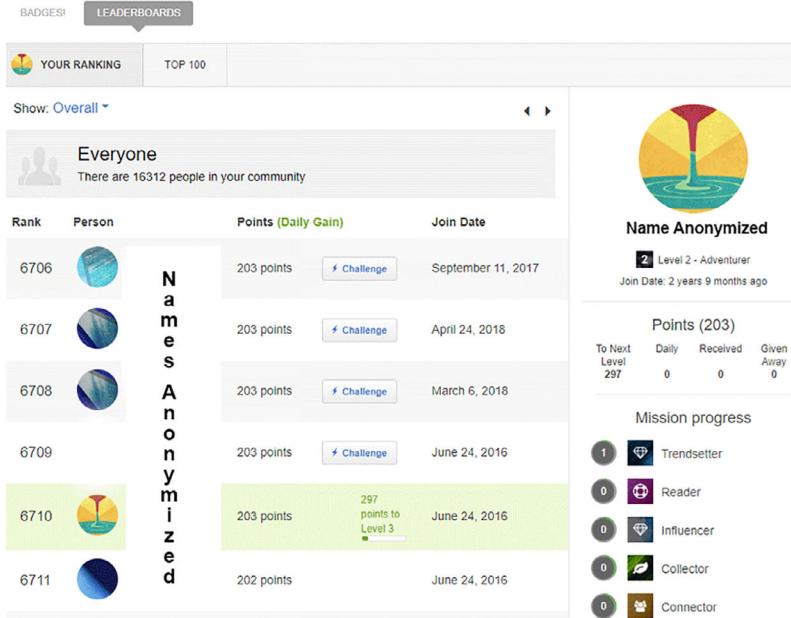 BADGES!
LEADERBOARDS
YOUR RANKING
TOP 100
Show: Overall
Everyone
There are 16312 people in your community
Rank Person Points (Daily Gain) Join Date
6706 203 points Challenge September 11, 2017
6707 203 points Challenge April 24, 2018
6708 203 points Challenge March 6, 2018
6709 203 points Challenge June 24, 2016
6710 203 points 297 points to Level 3 June 24, 2016
6711 202 points June 24, 2016
Names Anonymized
Name Anonymized
2 Level 2 - Adventurer
Join Date: 2 years 9 months ago
Points (203)
To Next Level Daily Received Given Away
297 0 0 0
Mission progress
1 Trendsetter
0 Reader
0 Influencer
0 Collector
0 Connector